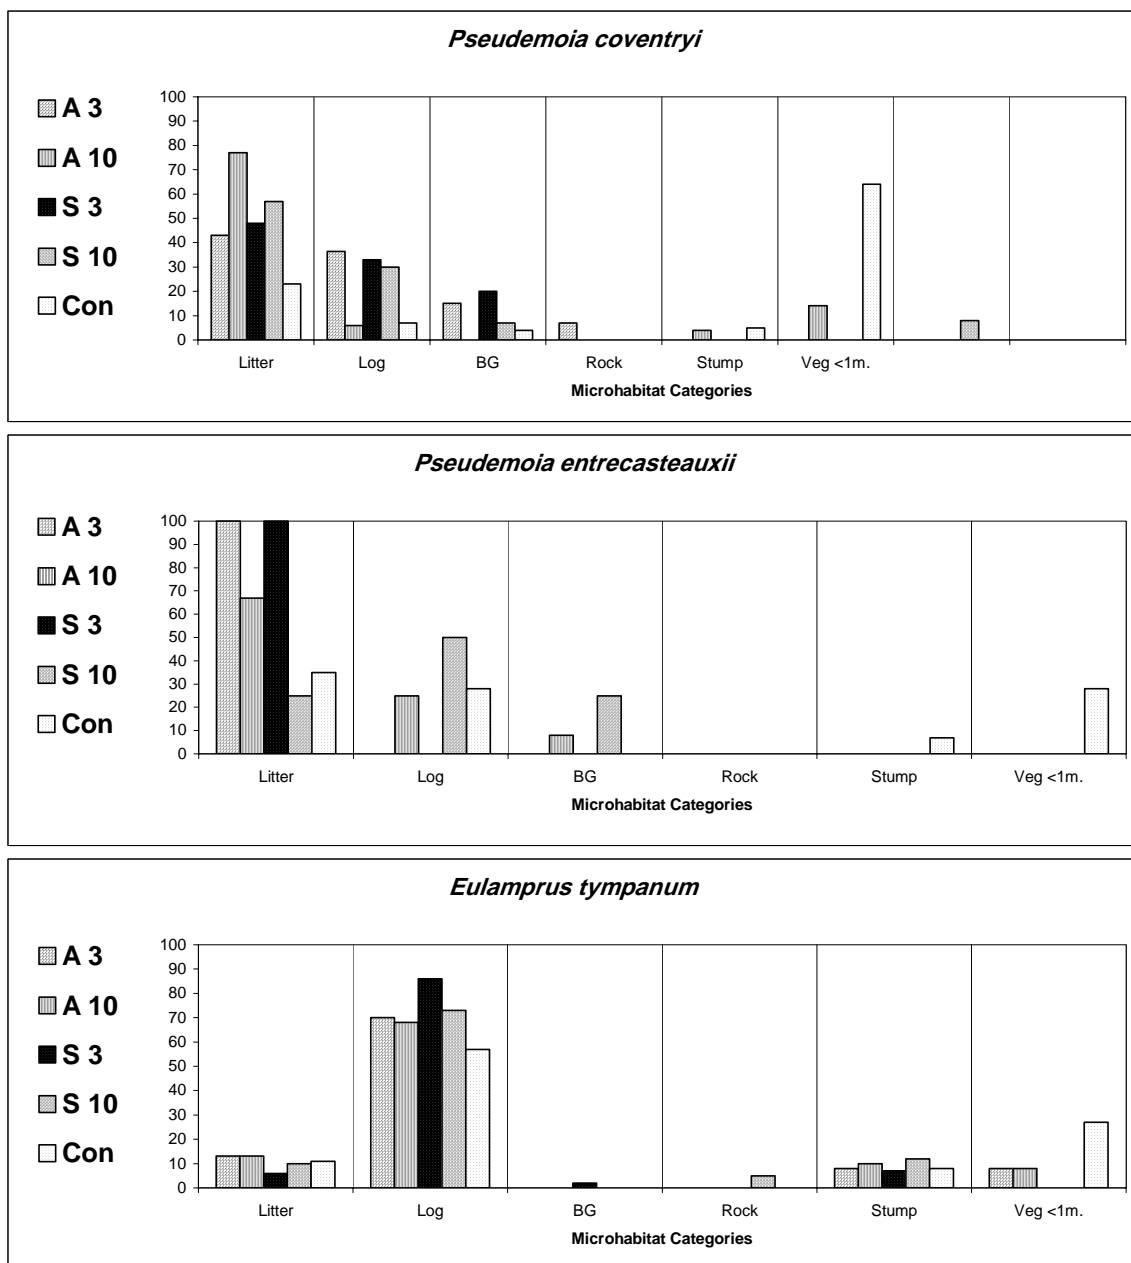 Pseudemoia coventryi
A 3
A 10
S 3
S 10
Con
100
90
80
70
60
50
40
30
20
10
0
Litter Log BG Rock Stump Veg <1m.
Microhabitat Categories
Pseudemoia entrecasteauxii
A 3
A 10
S 3
S 10
Con
100
90
80
70
60
50
40
30
20
10
0
Litter Log BG Rock Stump Veg <1m.
Microhabitat Categories
Eulamprus tympanum
A 3
A 10
S 3
S 10
Con
100
90
80
70
60
50
40
30
20
10
0
Litter Log BG Rock Stump Veg <1m.
Microhabitat Categories